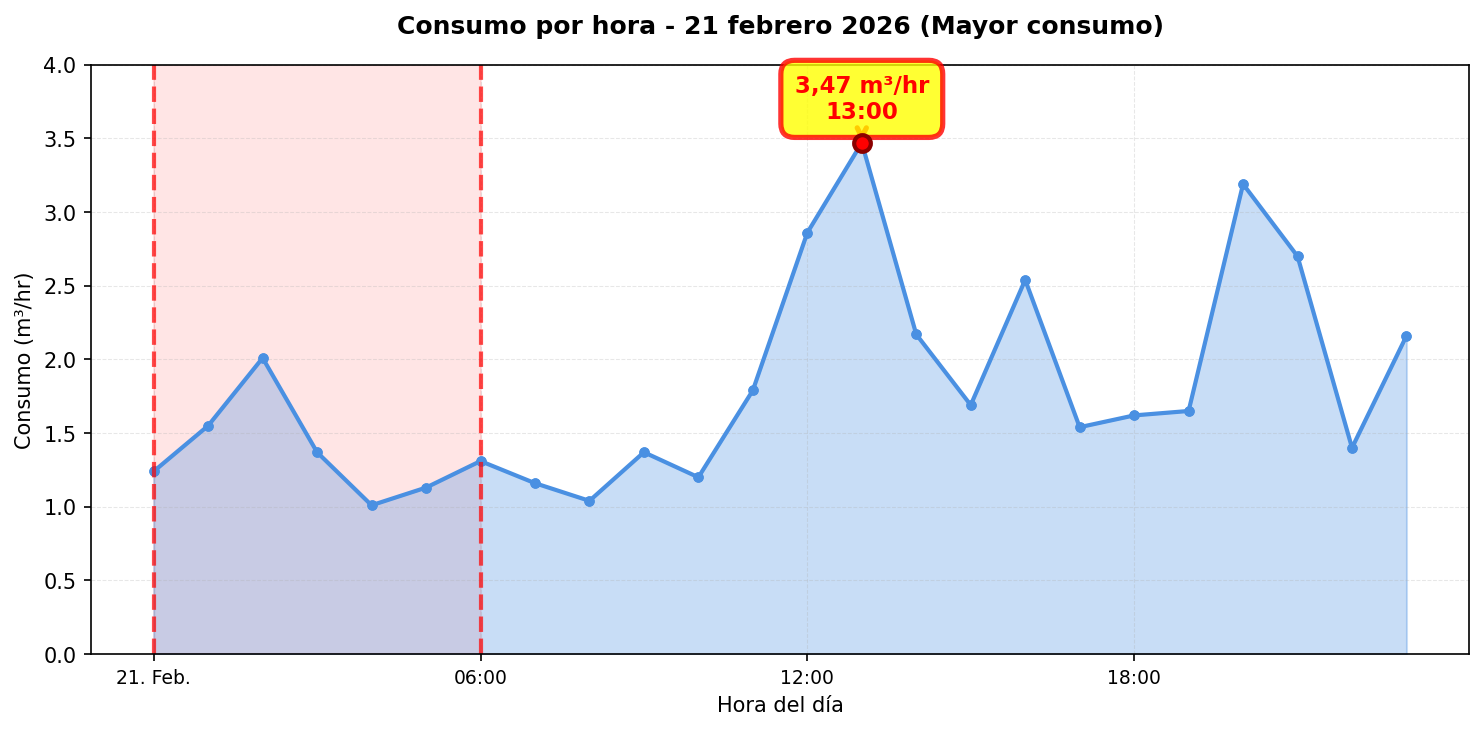 Consumo por hora - 21 febrero 2026 (Mayor consumo)
3,47 m³/hr
13:00
Consumo (m³/hr)
4.0
3.5
3.0
2.5
2.0
1.5
1.0
0.5
0.0
21. Feb.
06:00
12:00
18:00
Hora del día